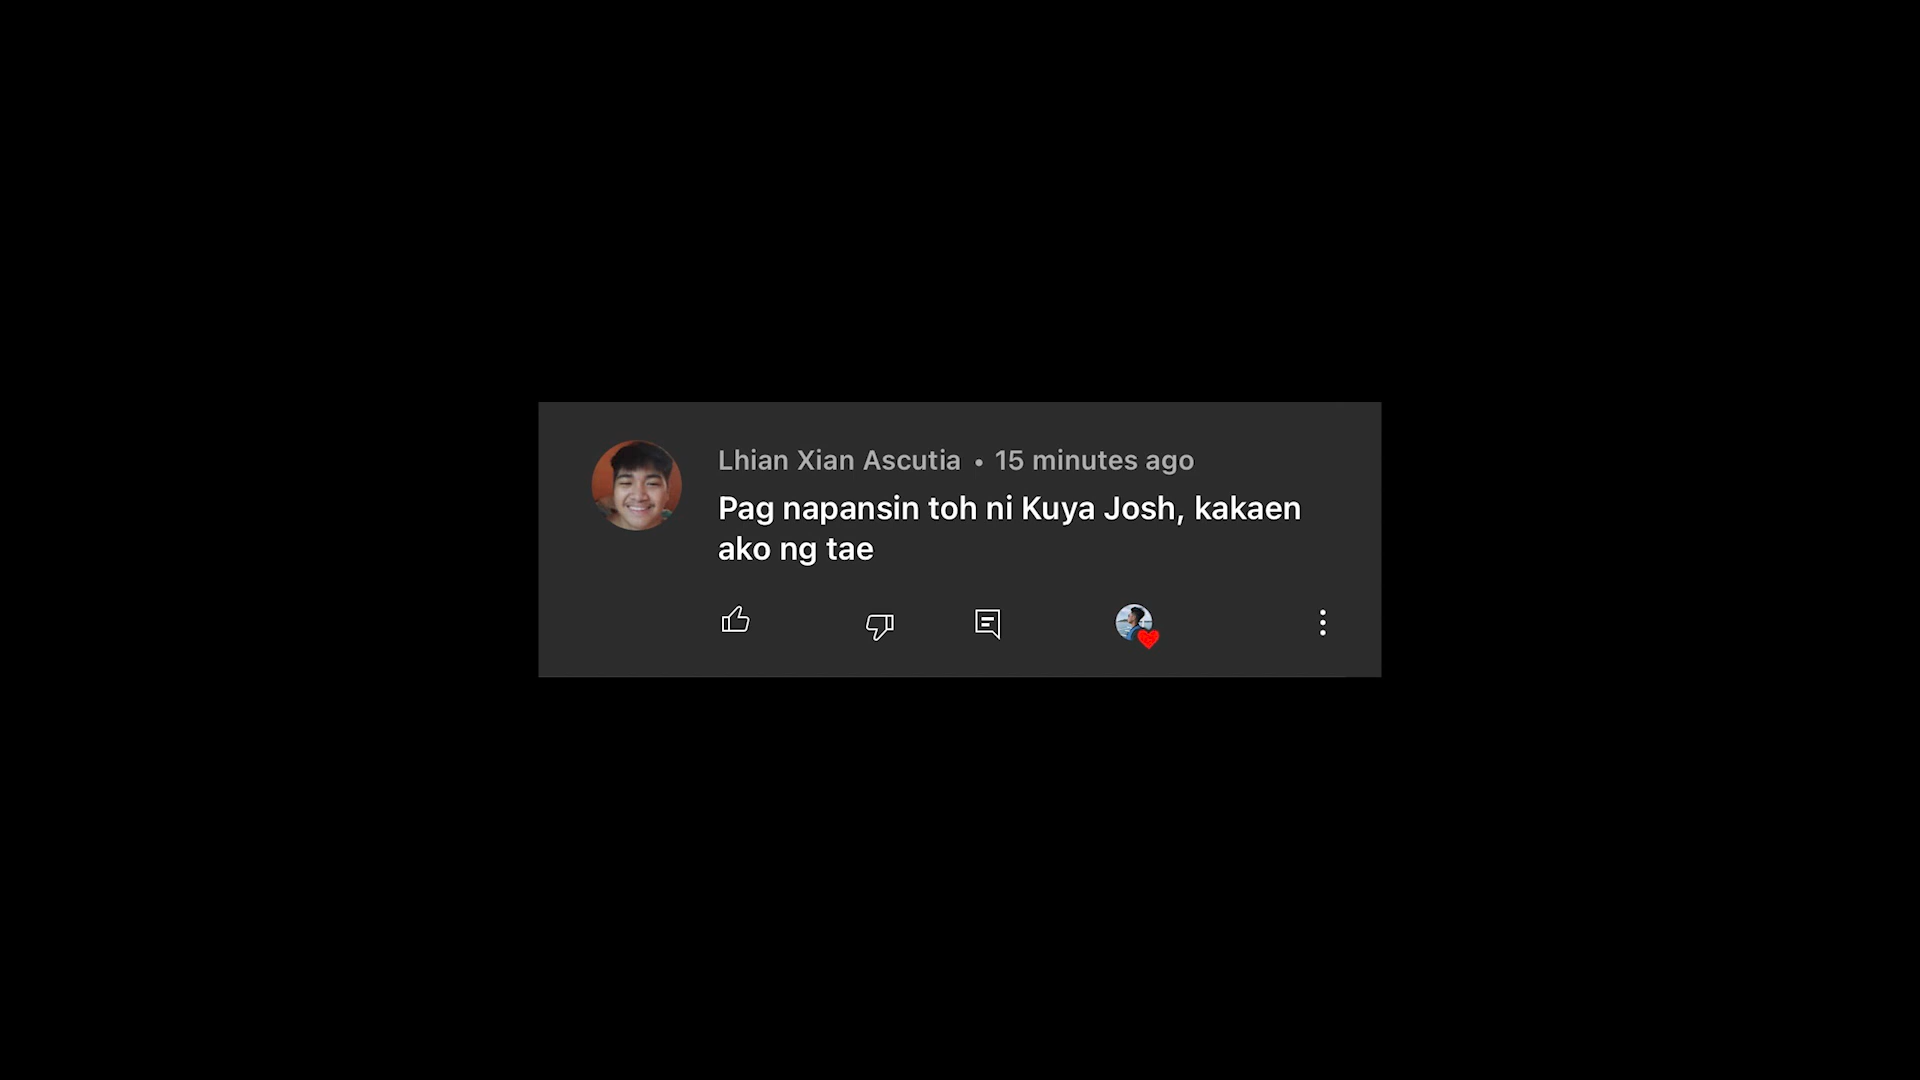 Lhian Xian Ascutia • 15 minutes ago
Pag napansin toh ni Kuya Josh, kakaen
ako ng tae